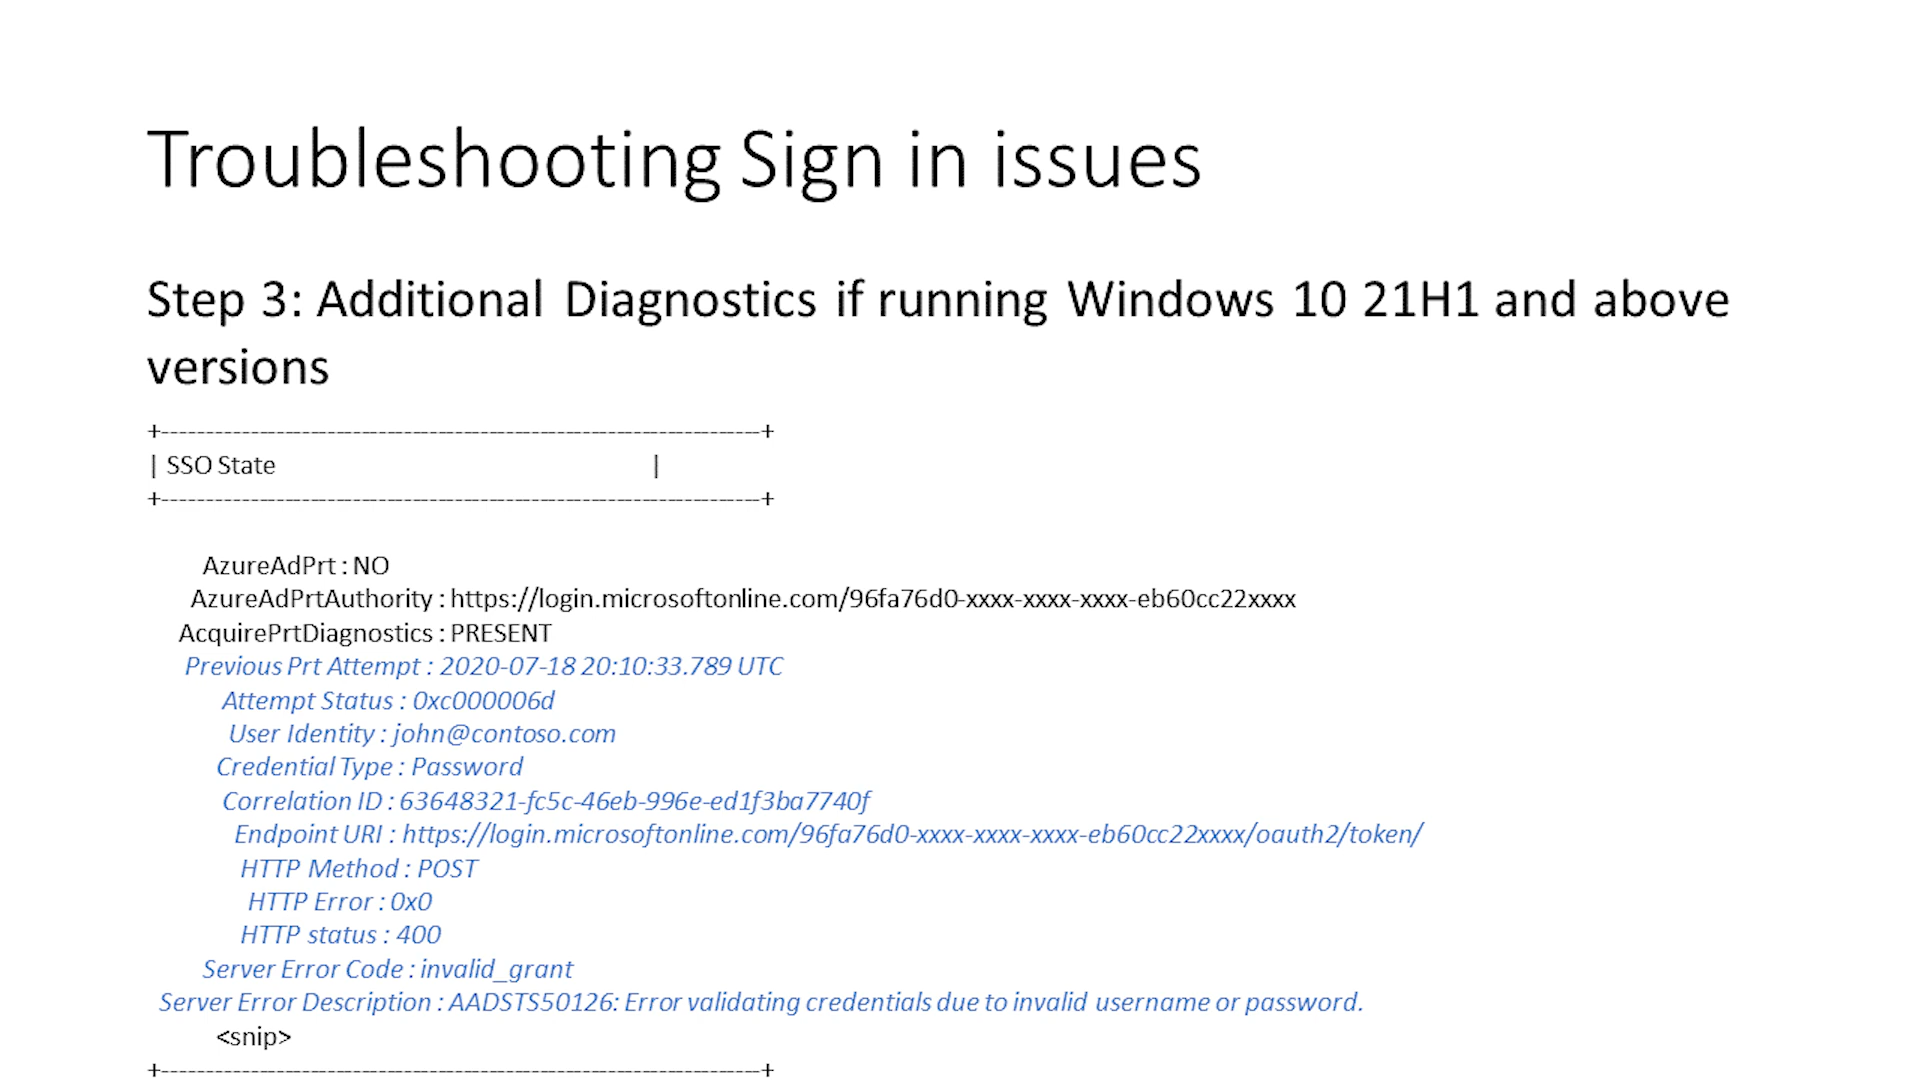 Troubleshooting Sign in issues
Step 3: Additional Diagnostics if running Windows 10 21H1 and above
versions
+----------------------------------------------------------------------+
| SSO State |
+----------------------------------------------------------------------+
AzureAdPrt : NO
AzureAdPrtAuthority : https://login.microsoftonline.com/96fa76d0-xxxx-xxxx-xxxx-eb60cc22xxxx
AcquirePrtDiagnostics : PRESENT
Previous Prt Attempt : 2020-07-18 20:10:33.789 UTC
Attempt Status : 0xc000006d
User Identity : john@contoso.com
Credential Type : Password
Correlation ID : 63648321-fc5c-46eb-996e-ed1f3ba7740f
Endpoint URI : https://login.microsoftonline.com/96fa76d0-xxxx-xxxx-xxxx-eb60cc22xxxx/oauth2/token/
HTTP Method : POST
HTTP Error : 0x0
HTTP status : 400
Server Error Code : invalid_grant
Server Error Description : AADSTS50126: Error validating credentials due to invalid username or password.
<snip>
+----------------------------------------------------------------------+